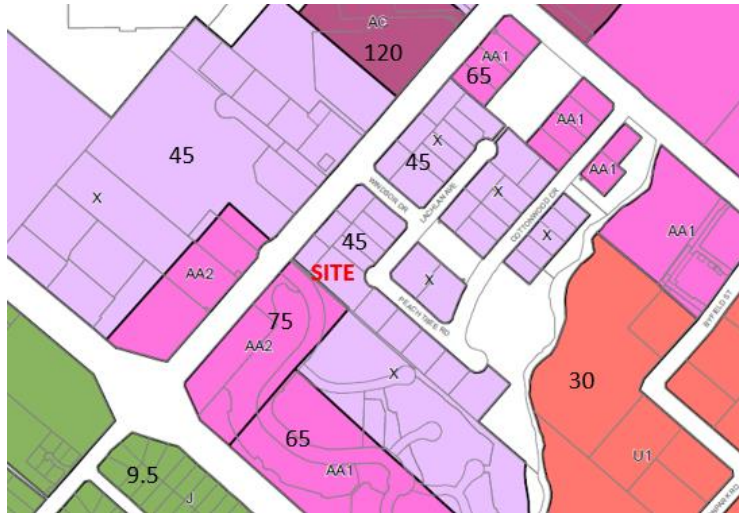 AC
120
AA1
65
AA1
AA1
X
45
45
X
WINDSOR DR
LACHLAN AVE
X
COTTONWOOD CR
X
AA1
45
SITE
X
AA2
PEACH TREE RD
BYFIELD ST
75
AA2
X
30
65
AA1
U1
9.5
J